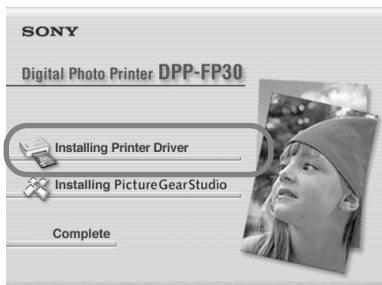 SONY
Digital Photo Printer DPP-FP30
Installing Printer Driver
Installing PictureGearStudio
Complete